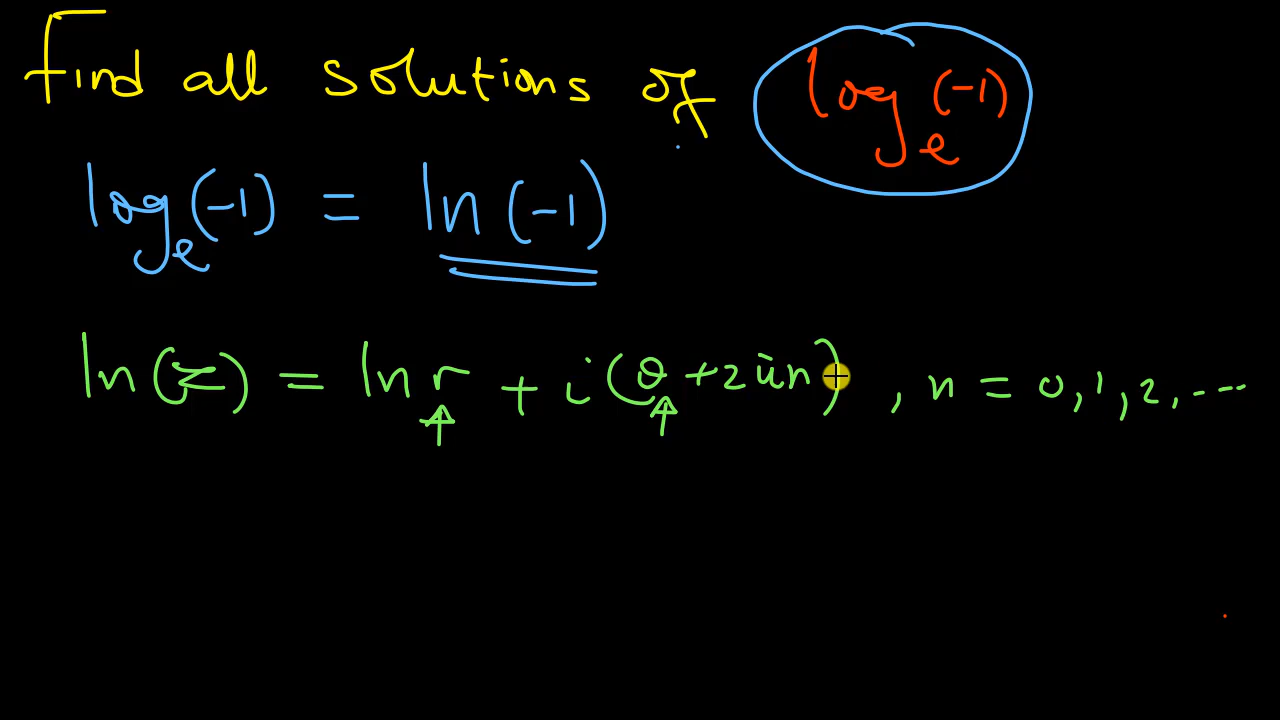 Find all solutions of log_e (-1)
log_e (-1) = ln (-1)
ln (z) = ln r + i (θ + 2πn) , n = 0, 1, 2, ...